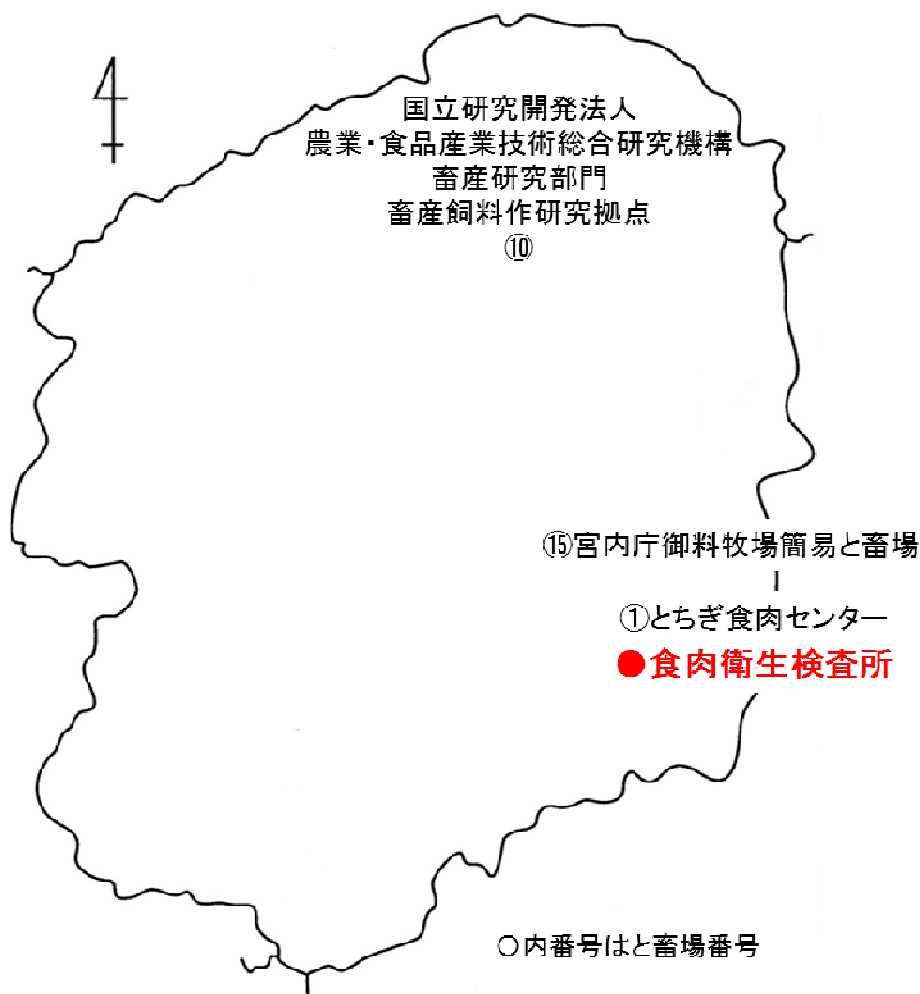 国立研究開発法人
農業・食品産業技術総合研究機構
畜産研究部門
畜産飼料作研究拠点
⑩
⑮宮内庁御料牧場簡易と畜場
①とちぎ食肉センター
●食肉衛生検査所
○内番号はと畜場番号